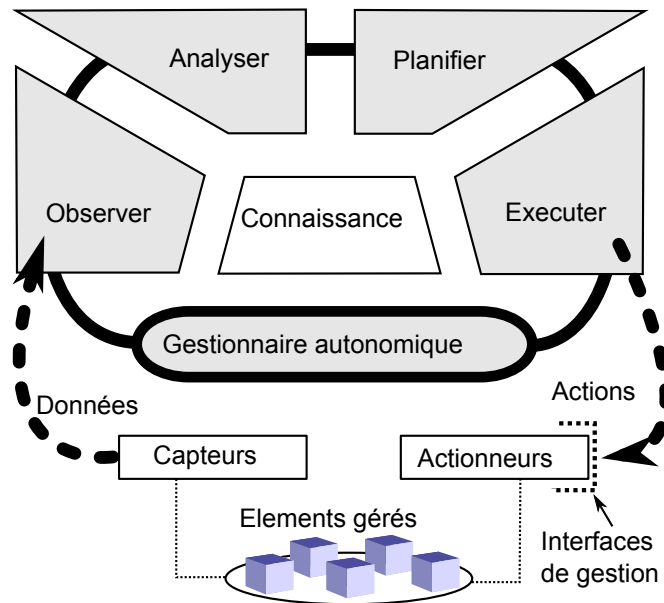 Analyser
Planifier
Observer
Connaissance
Executer
Gestionnaire autonomique
Données
Actions
Capteurs
Actionneurs
Elements gérés
Interfaces
de gestion